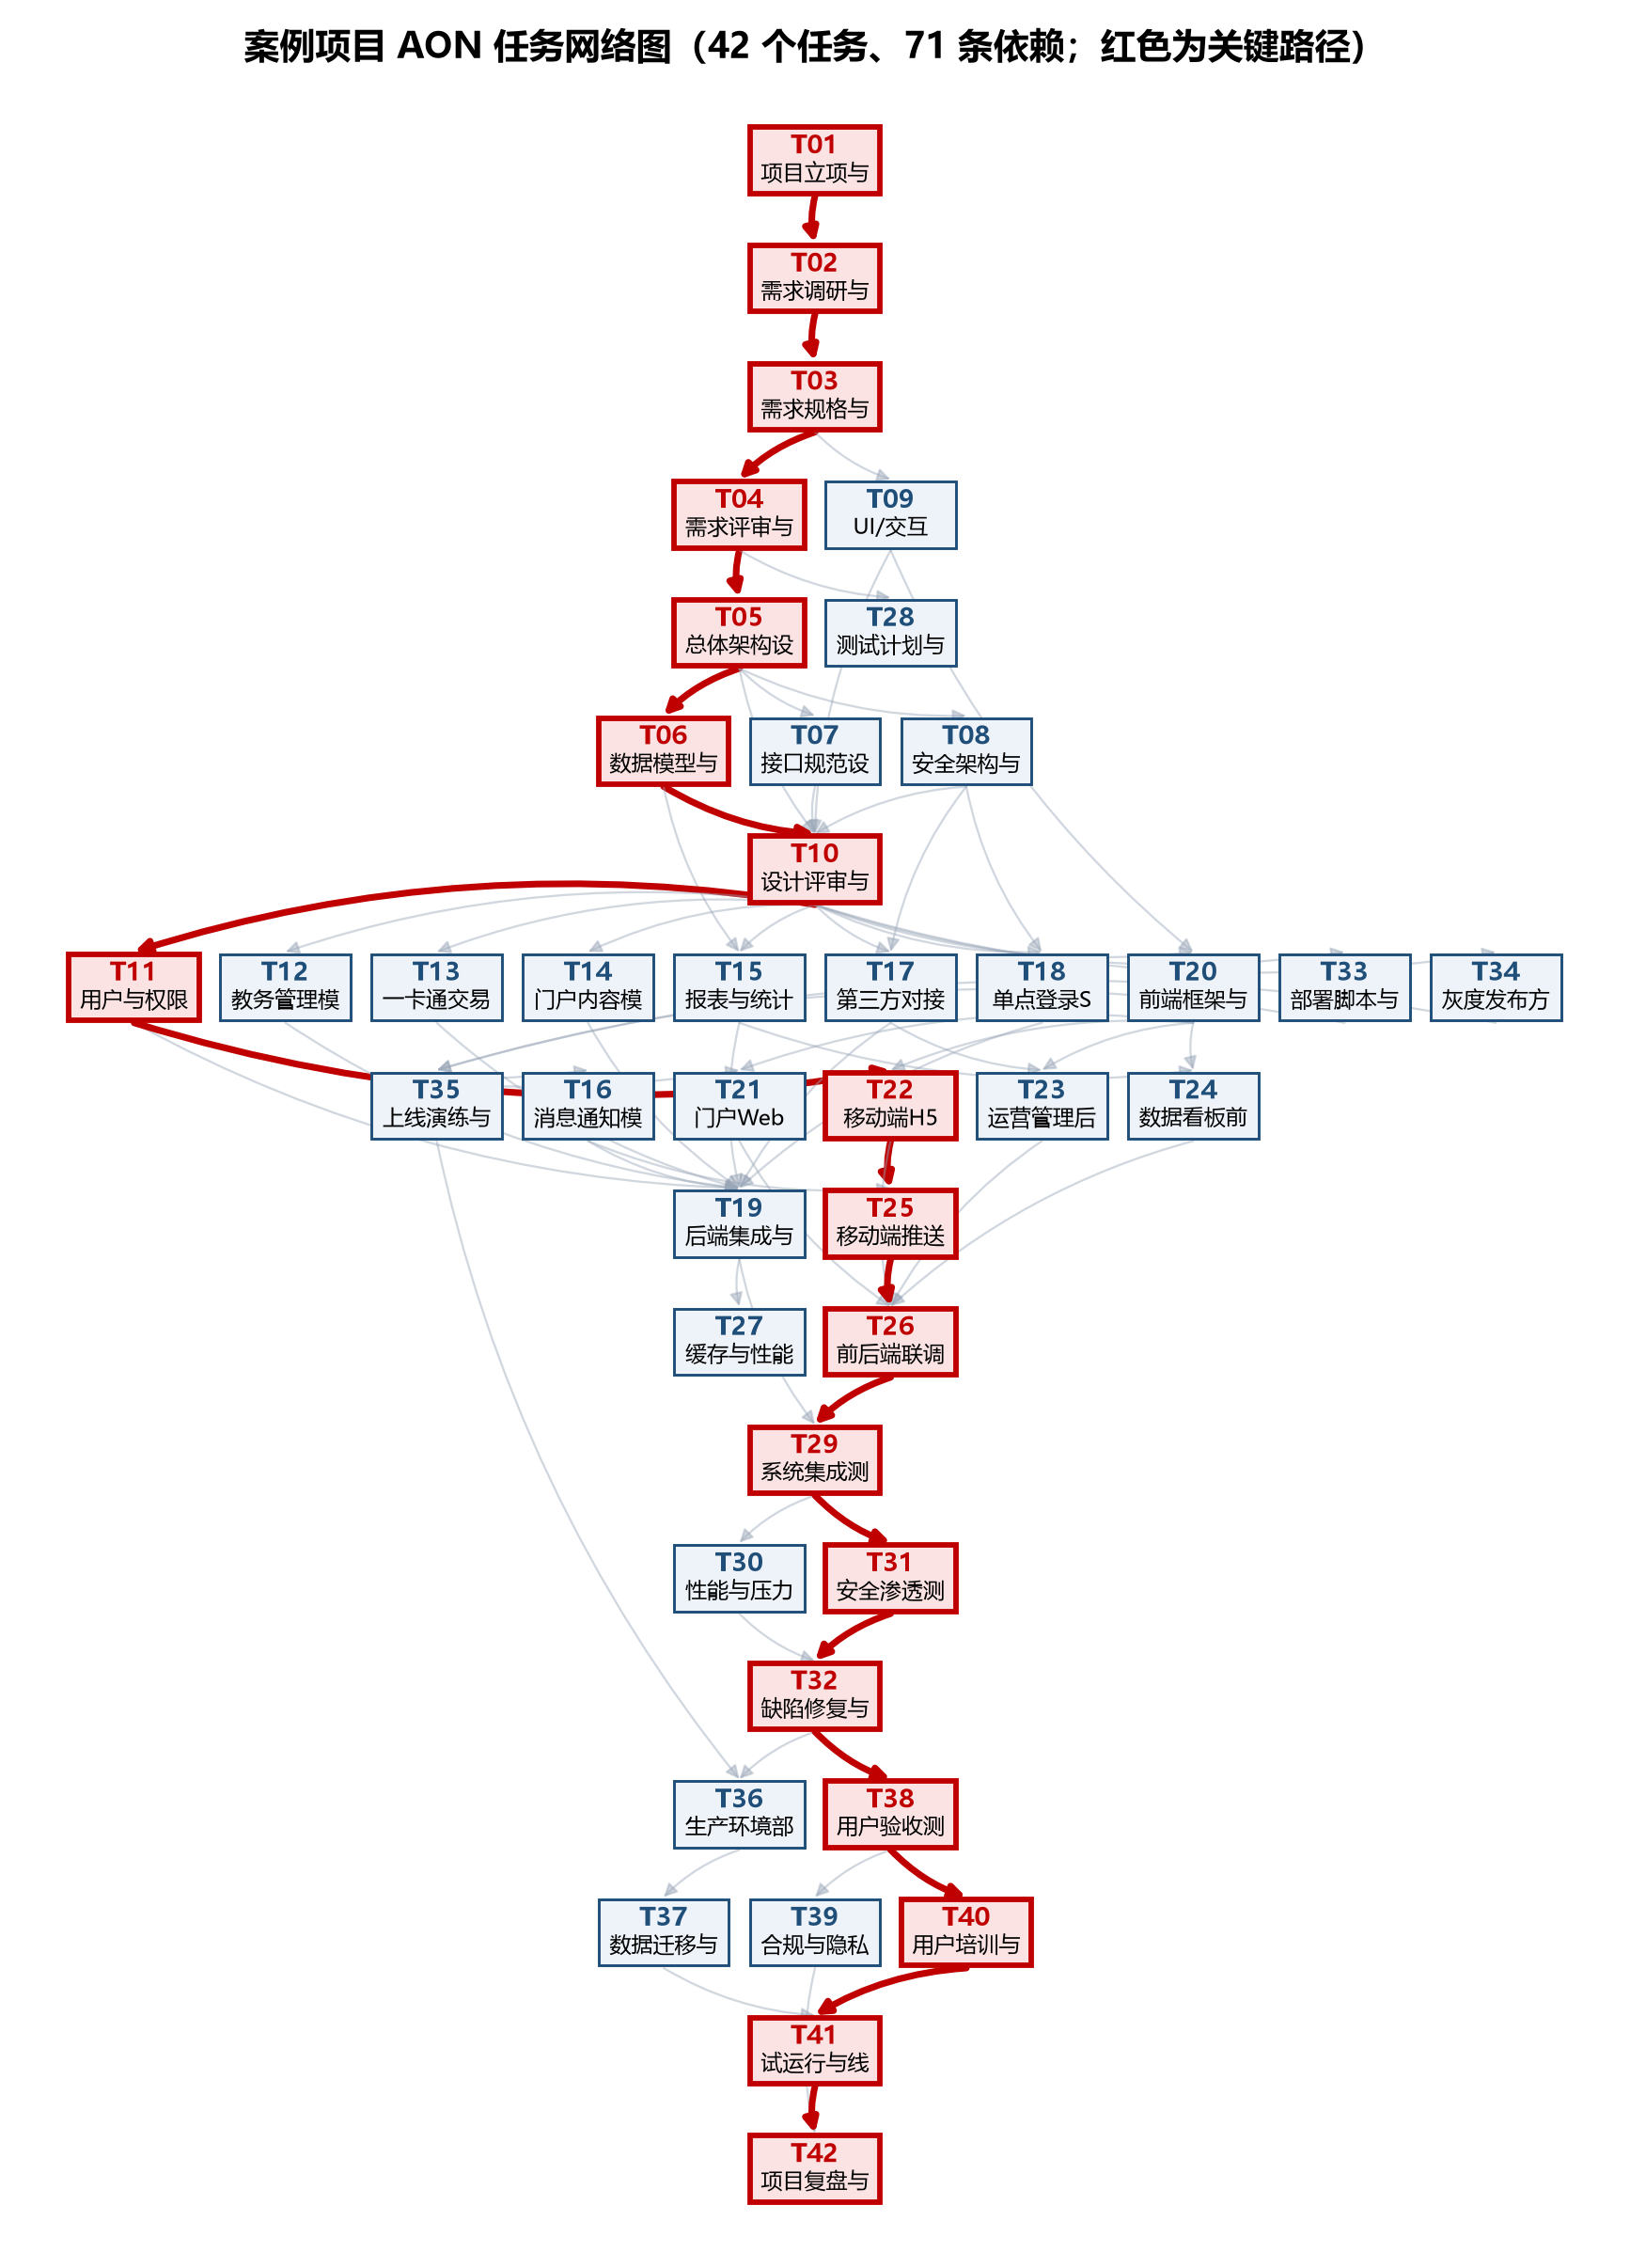 案例项目 AON 任务网络图（42 个任务、71 条依赖；红色为关键路径）
T01
项目立项与
T02
需求调研与
T03
需求规格与
T04
需求评审与
T09
UI/交互
T05
总体架构设
T28
测试计划与
T06
数据模型与
T07
接口规范设
T08
安全架构与
T10
设计评审与
T11
用户与权限
T12
教务管理模
T13
一卡通交易
T14
门户内容模
T15
报表与统计
T17
第三方对接
T18
单点登录S
T20
前端框架与
T33
部署脚本与
T34
灰度发布方
T35
上线演练与
T16
消息通知模
T21
门户Web
T22
移动端H5
T23
运营管理后
T24
数据看板前
T19
后端集成与
T25
移动端推送
T27
缓存与性能
T26
前后端联调
T29
系统集成测
T30
性能与压力
T31
安全渗透测
T32
缺陷修复与
T36
生产环境部
T38
用户验收测
T37
数据迁移与
T39
合规与隐私
T40
用户培训与
T41
试运行与线
T42
项目复盘与